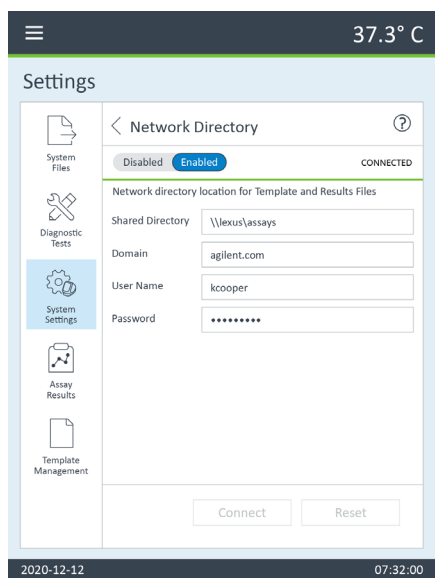 37.3° C
Settings
System
Files
Diagnostic
Tests
System
Settings
Assay
Results
Template
Management
Network Directory
?
Disabled Enabled CONNECTED
Network directory location for Template and Results Files
Shared Directory \\lexus\assays
Domain agilent.com
User Name kcooper
Password •••••••••
Connect Reset
2020-12-12 07:32:00